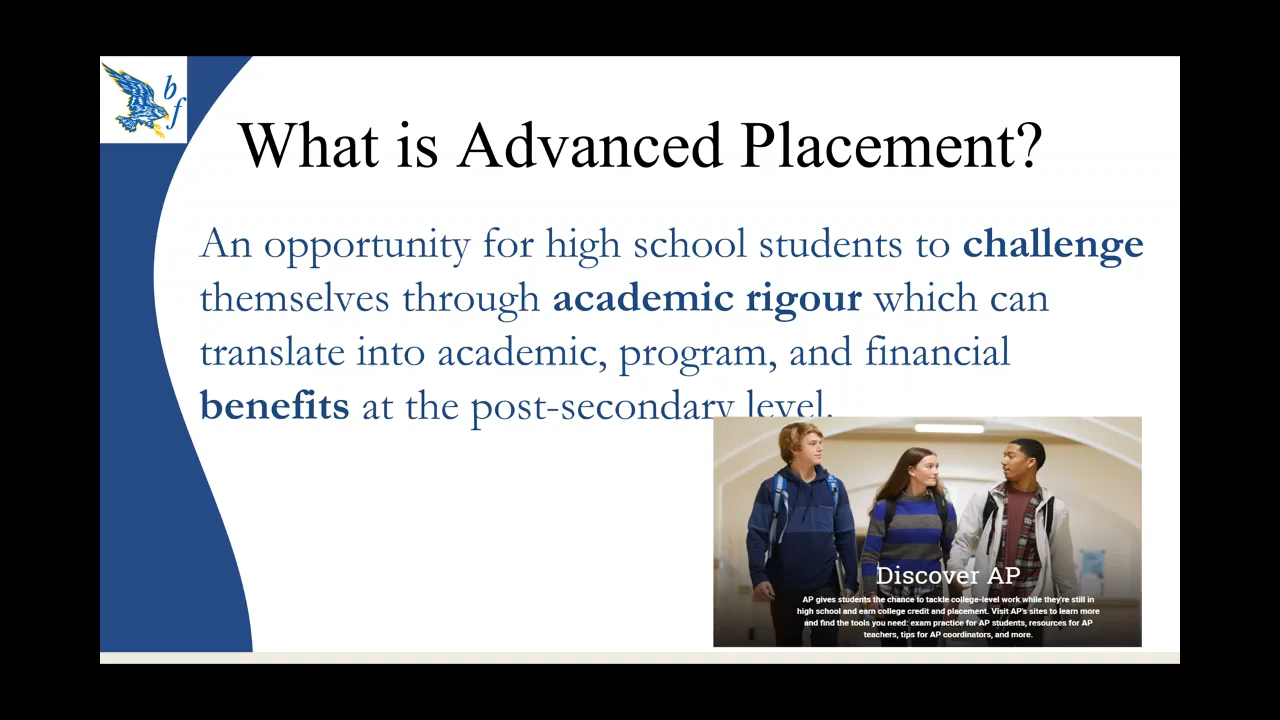 b
f
What is Advanced Placement?
An opportunity for high school students to challenge
themselves through academic rigour which can
translate into academic, program, and financial
benefits at the post-secondary level.
Discover AP
AP gives students the chance to tackle college-level work while they're still in
high school and earn college credit and placement. Visit AP's sites to learn more
and find the tools you need: exam practice for AP students, resources for AP
teachers, tips for AP coordinators, and more.